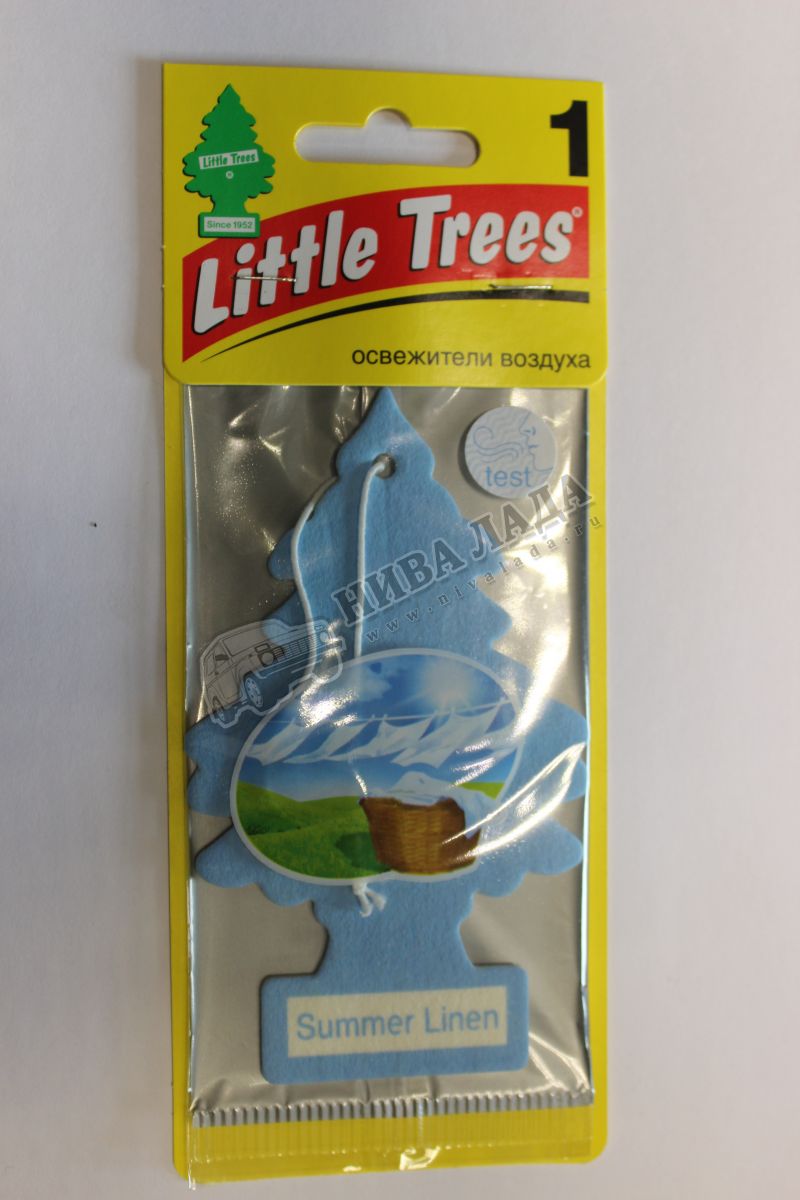 1
Little Trees
®
Since 1952
Little Trees®
освежители воздуха
test
НИВА ЛАДА
www.nivalada.ru
Summer Linen